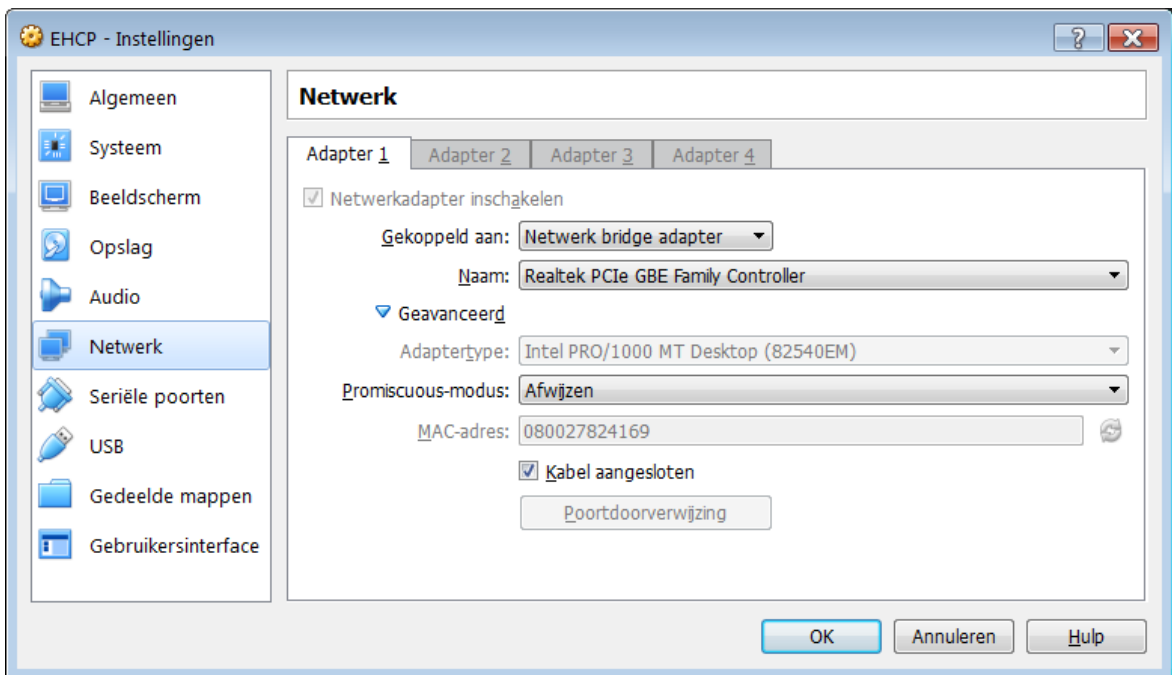 EHCP - Instellingen
Algemeen
Systeem
Beeldscherm
Opslag
Audio
Netwerk
Seriële poorten
USB
Gedeelde mappen
Gebruikersinterface
Netwerk
Adapter 1 Adapter 2 Adapter 3 Adapter 4
Netwerkadapter inschakelen
Gekoppeld aan: Netwerk bridge adapter
Naam: Realtek PCIe GBE Family Controller
Geavanceerd
Adaptertype: Intel PRO/1000 MT Desktop (82540EM)
Promiscuous-modus: Afwijzen
MAC-adres: 080027824169
Kabel aangesloten
Poortdoorverwijzing
OK Annuleren Hulp